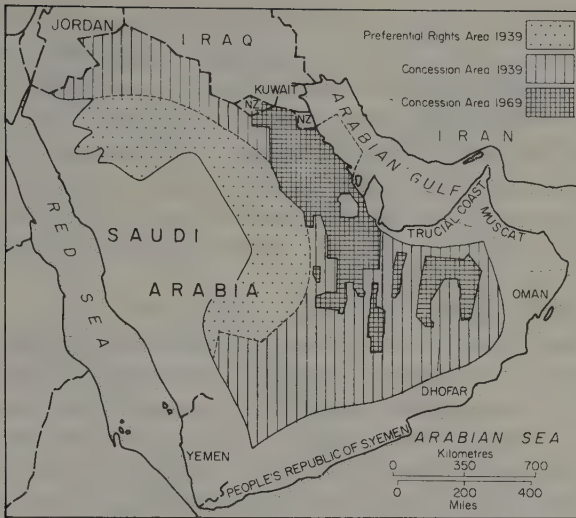 JORDAN
IRAQ
Preferential Rights Area 1939
Concession Area 1939
Concession Area 1969
KUWAIT
NZ
NZ
IRAN
ARABIAN GULF
TRUCIAL COAST
MUSCAT
RED SEA
SAUDI
ARABIA
OMAN
DHOFAR
YEMEN
PEOPLE'S REPUBLIC OF S.YEMEN
ARABIAN SEA
Kilometres
0 350 700
0 200 400
Miles